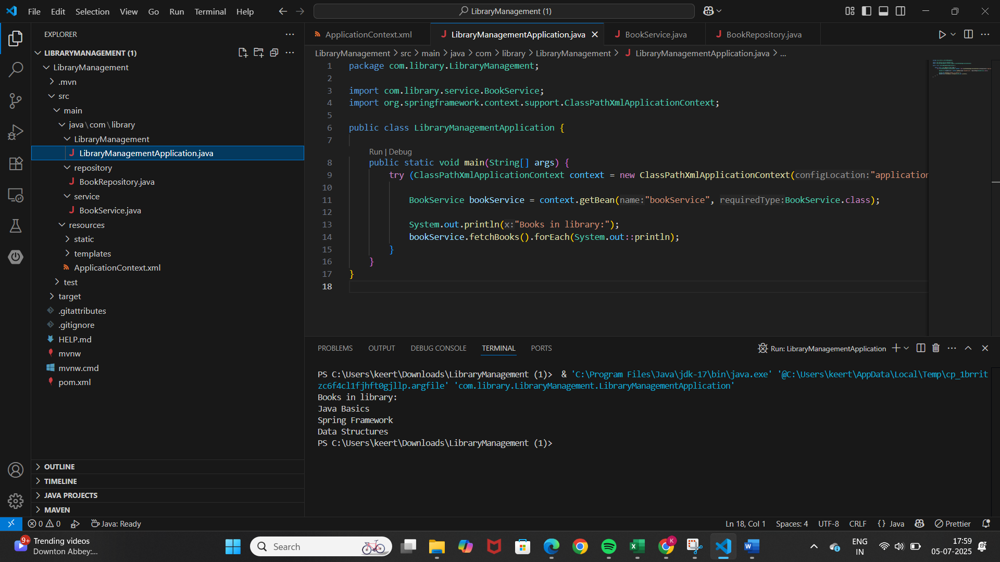 File Edit Selection View Go Run Terminal Help
LibraryManagement (1)
EXPLORER
LIBRARYMANAGEMENT (1)
LibraryManagement
.mvn
src
main
java\com\library
LibraryManagement
LibraryManagementApplication.java
repository
BookRepository.java
service
BookService.java
resources
static
templates
ApplicationContext.xml
test
target
.gitattributes
.gitignore
HELP.md
mvnw
mvnw.cmd
pom.xml
OUTLINE
TIMELINE
JAVA PROJECTS
MAVEN
ApplicationContext.xml LibraryManagementApplication.java BookService.java BookRepository.java
LibraryManagement > src > main > java > com > library > LibraryManagement > LibraryManagementApplication.java > ...
1 package com.library.LibraryManagement;
2
3 import com.library.service.BookService;
4 import org.springframework.context.support.ClassPathXmlApplicationContext;
5
6 public class LibraryManagementApplication {
7
Run | Debug
8 public static void main(String[] args) {
9 try (ClassPathXmlApplicationContext context = new ClassPathXmlApplicationContext(configLocation:"application
10
11 BookService bookService = context.getBean(name:"bookService", requiredType:BookService.class);
12
13 System.out.println(x:"Books in library:");
14 bookService.fetchBooks().forEach(System.out::println);
15 }
16 }
17 }
18
PROBLEMS OUTPUT DEBUG CONSOLE TERMINAL PORTS
Run: LibraryManagementApplication
PS C:\Users\keert\Downloads\LibraryManagement (1)> & 'C:\Program Files\Java\jdk-17\bin\java.exe' '@C:\Users\keert\AppData\Local\Temp\cp_1brrit
zc6f4cl1fjhft0gjllp.argfile' 'com.library.LibraryManagement.LibraryManagementApplication'
Books in library:
Java Basics
Spring Framework
Data Structures
PS C:\Users\keert\Downloads\LibraryManagement (1)>
0 0 Java: Ready
Ln 18, Col 1 Spaces: 4 UTF-8 CRLF {} Java Prettier
9+
Trending videos
Downton Abbey:...
Search
K
ENG
IN
17:59
05-07-2025